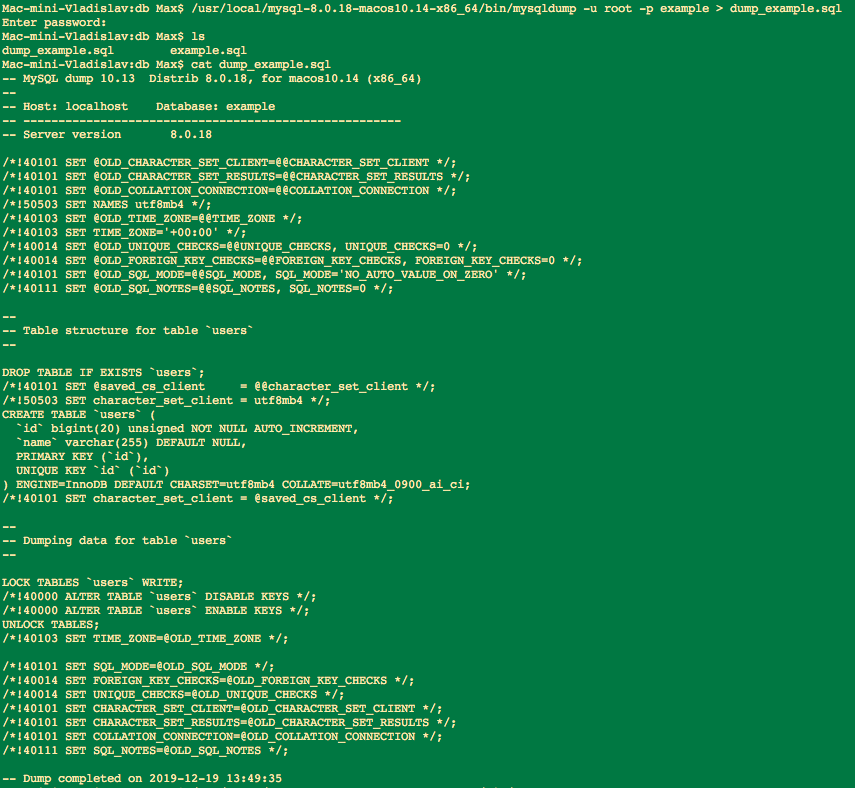 Mac-mini-Vladislav:db Max$ /usr/local/mysql-8.0.18-macos10.14-x86_64/bin/mysqldump -u root -p example > dump_example.sql
Enter password:
Mac-mini-Vladislav:db Max$ ls
dump_example.sql        example.sql
Mac-mini-Vladislav:db Max$ cat dump_example.sql
-- MySQL dump 10.13  Distrib 8.0.18, for macos10.14 (x86_64)
--
-- Host: localhost    Database: example
-- ------------------------------------------------------
-- Server version       8.0.18
/*!40101 SET @OLD_CHARACTER_SET_CLIENT=@@CHARACTER_SET_CLIENT */;
/*!40101 SET @OLD_CHARACTER_SET_RESULTS=@@CHARACTER_SET_RESULTS */;
/*!40101 SET @OLD_COLLATION_CONNECTION=@@COLLATION_CONNECTION */;
/*!50503 SET NAMES utf8mb4 */;
/*!40103 SET @OLD_TIME_ZONE=@@TIME_ZONE */;
/*!40103 SET TIME_ZONE='+00:00' */;
/*!40014 SET @OLD_UNIQUE_CHECKS=@@UNIQUE_CHECKS, UNIQUE_CHECKS=0 */;
/*!40014 SET @OLD_FOREIGN_KEY_CHECKS=@@FOREIGN_KEY_CHECKS, FOREIGN_KEY_CHECKS=0 */;
/*!40101 SET @OLD_SQL_MODE=@@SQL_MODE, SQL_MODE='NO_AUTO_VALUE_ON_ZERO' */;
/*!40111 SET @OLD_SQL_NOTES=@@SQL_NOTES, SQL_NOTES=0 */;
--
-- Table structure for table `users`
--
DROP TABLE IF EXISTS `users`;
/*!40101 SET @saved_cs_client     = @@character_set_client */;
/*!50503 SET character_set_client = utf8mb4 */;
CREATE TABLE `users` (
  `id` bigint(20) unsigned NOT NULL AUTO_INCREMENT,
  `name` varchar(255) DEFAULT NULL,
  PRIMARY KEY (`id`),
  UNIQUE KEY `id` (`id`)
) ENGINE=InnoDB DEFAULT CHARSET=utf8mb4 COLLATE=utf8mb4_0900_ai_ci;
/*!40101 SET character_set_client = @saved_cs_client */;
--
-- Dumping data for table `users`
--
LOCK TABLES `users` WRITE;
/*!40000 ALTER TABLE `users` DISABLE KEYS */;
/*!40000 ALTER TABLE `users` ENABLE KEYS */;
UNLOCK TABLES;
/*!40103 SET TIME_ZONE=@OLD_TIME_ZONE */;
/*!40101 SET SQL_MODE=@OLD_SQL_MODE */;
/*!40014 SET FOREIGN_KEY_CHECKS=@OLD_FOREIGN_KEY_CHECKS */;
/*!40014 SET UNIQUE_CHECKS=@OLD_UNIQUE_CHECKS */;
/*!40101 SET CHARACTER_SET_CLIENT=@OLD_CHARACTER_SET_CLIENT */;
/*!40101 SET CHARACTER_SET_RESULTS=@OLD_CHARACTER_SET_RESULTS */;
/*!40101 SET COLLATION_CONNECTION=@OLD_COLLATION_CONNECTION */;
/*!40111 SET SQL_NOTES=@OLD_SQL_NOTES */;
-- Dump completed on 2019-12-19 13:49:35